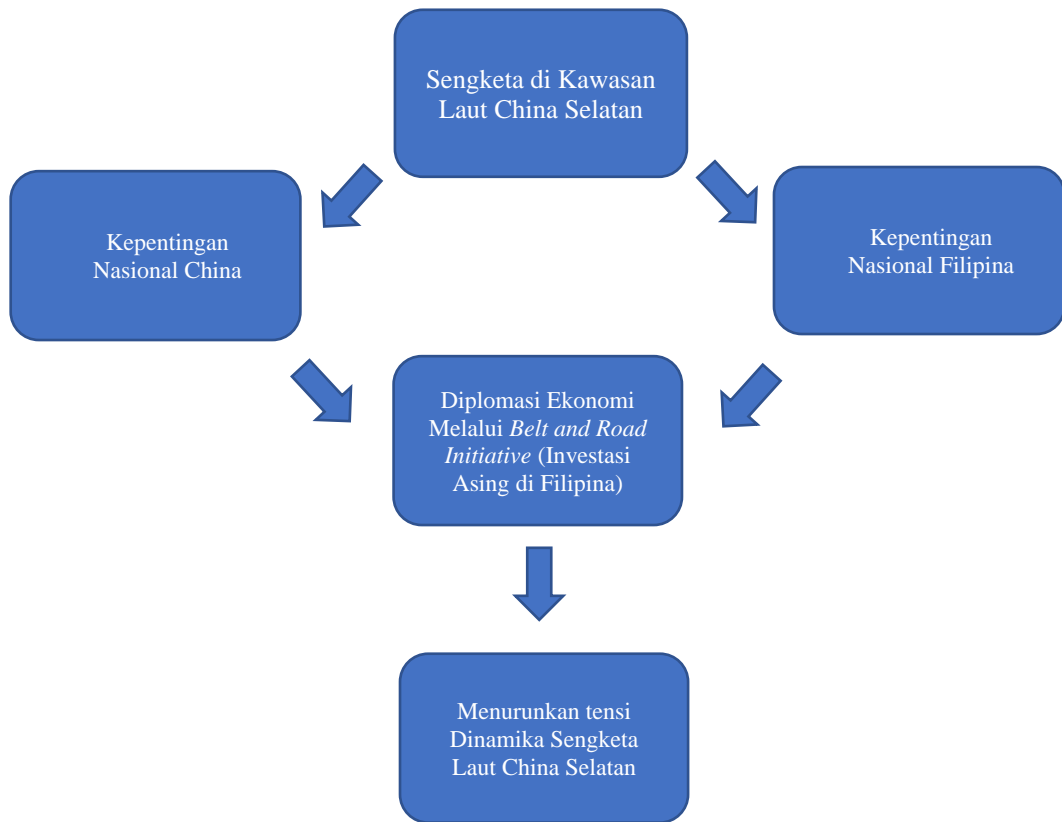 Sengketa di Kawasan
Laut China Selatan
Kepentingan
Nasional China
Kepentingan
Nasional Filipina
Diplomasi Ekonomi
Melalui Belt and Road
Initiative (Investasi
Asing di Filipina)
Menurunkan tensi
Dinamika Sengketa
Laut China Selatan